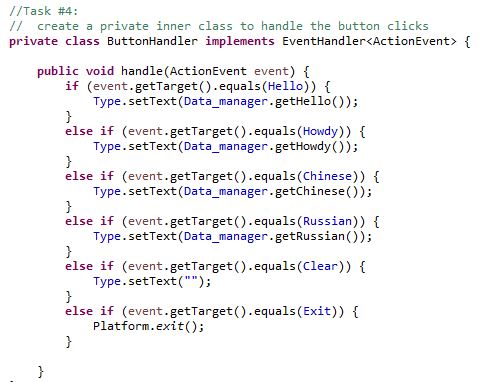 //Task #4:
//  create a private inner class to handle the button clicks
private class ButtonHandler implements EventHandler<ActionEvent> {
    public void handle(ActionEvent event) {
        if (event.getTarget().equals(Hello)) {
            Type.setText(Data_manager.getHello());
        }
        else if (event.getTarget().equals(Howdy)) {
            Type.setText(Data_manager.getHowdy());
        }
        else if (event.getTarget().equals(Chinese)) {
            Type.setText(Data_manager.getChinese());
        }
        else if (event.getTarget().equals(Russian)) {
            Type.setText(Data_manager.getRussian());
        }
        else if (event.getTarget().equals(Clear)) {
            Type.setText("");
        }
        else if (event.getTarget().equals(Exit)) {
            Platform.exit();
        }
    }